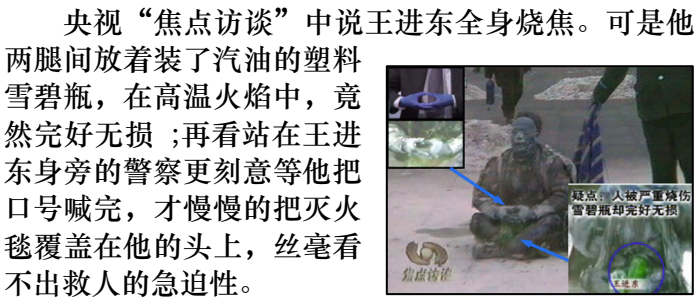 央视“焦点访谈”中说王进东全身烧焦。可是他
两腿间放着装了汽油的塑料
雪碧瓶，在高温火焰中，竟
然完好无损 ;再看站在王进
东身旁的警察更刻意等他把
口号喊完，才慢慢的把灭火
毯覆盖在他的头上，丝毫看
不出救人的急迫性。
疑点：人被严重烧伤
雪碧瓶却完好无损
焦点访谈
王进东